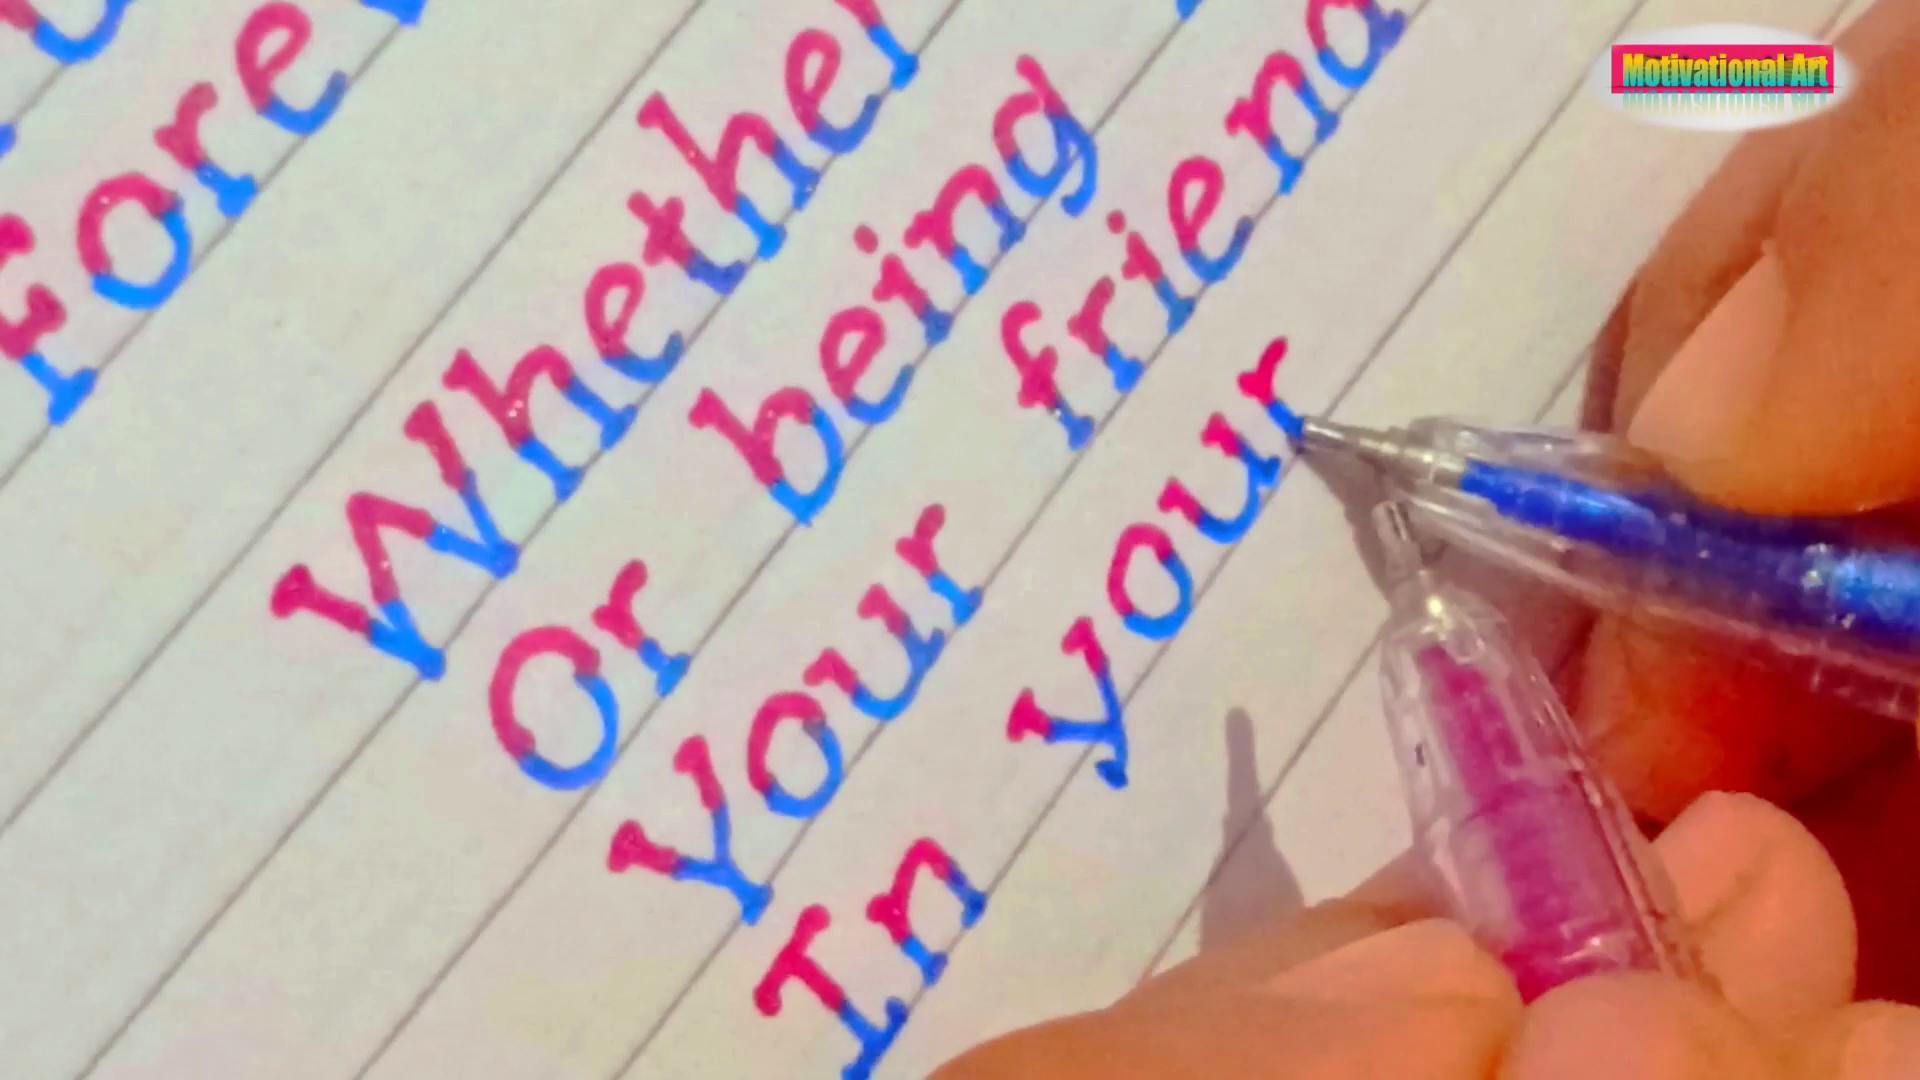 Motivational Art
fore
Whether
Or being
Your friend
In your